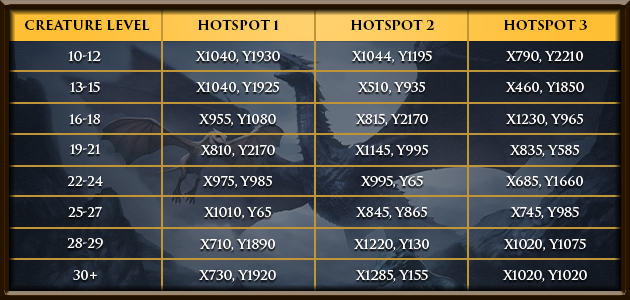 CREATURE LEVEL HOTSPOT 1 HOTSPOT 2 HOTSPOT 3
10-12 X1040, Y1930 X1044, Y1195 X790, Y2210
13-15 X1040, Y1925 X510, Y935 X460, Y1850
16-18 X955, Y1080 X815, Y2170 X1230, Y965
19-21 X810, Y2170 X1145, Y995 X835, Y585
22-24 X975, Y985 X995, Y65 X685, Y1660
25-27 X1010, Y65 X845, Y865 X745, Y985
28-29 X710, Y1890 X1220, Y130 X1020, Y1075
30+ X730, Y1920 X1285, Y155 X1020, Y1020